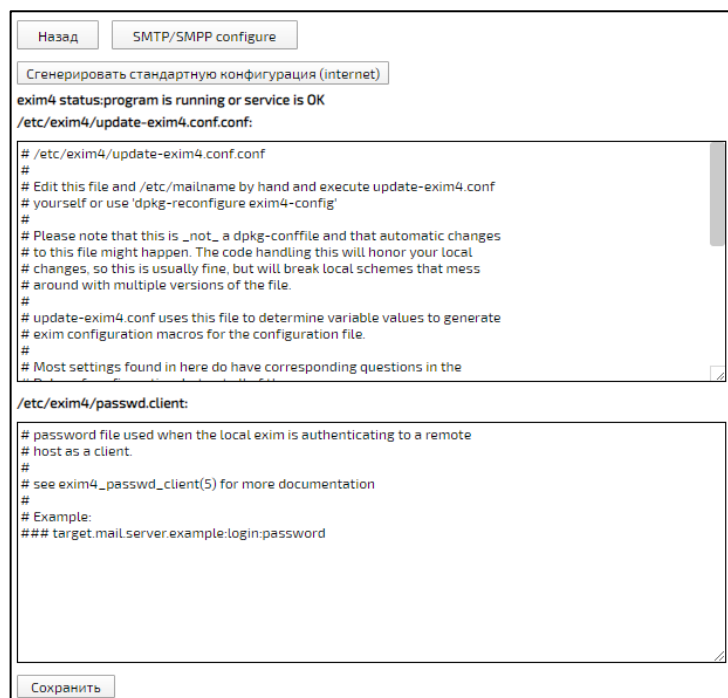 Назад SMTP/SMPP configure
Сгенерировать стандартную конфигурация (internet)
exim4 status:program is running or service is OK
/etc/exim4/update-exim4.conf.conf:
# /etc/exim4/update-exim4.conf.conf
#
# Edit this file and /etc/mailname by hand and execute update-exim4.conf
# yourself or use 'dpkg-reconfigure exim4-config'
#
# Please note that this is _not_ a dpkg-conffile and that automatic changes
# to this file might happen. The code handling this will honor your local
# changes, so this is usually fine, but will break local schemes that mess
# around with multiple versions of the file.
#
# update-exim4.conf uses this file to determine variable values to generate
# exim configuration macros for the configuration file.
#
# Most settings found in here do have corresponding questions in the
/etc/exim4/passwd.client:
# password file used when the local exim is authenticating to a remote
# host as a client.
#
# see exim4_passwd_client(5) for more documentation
#
# Example:
### target.mail.server.example:login:password
Сохранить